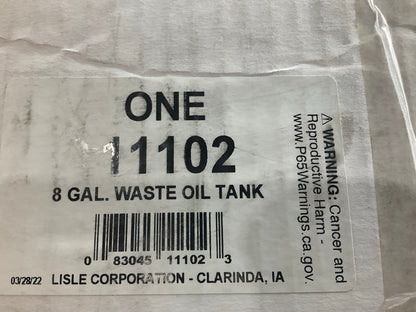 ONE
11102
8 GAL. WASTE OIL TANK
0 83045 11102 3
03/28/22 LISLE CORPORATION - CLARINDA, IA
⚠ WARNING: Cancer and
Reproductive Harm -
www.P65Warnings.ca.gov.